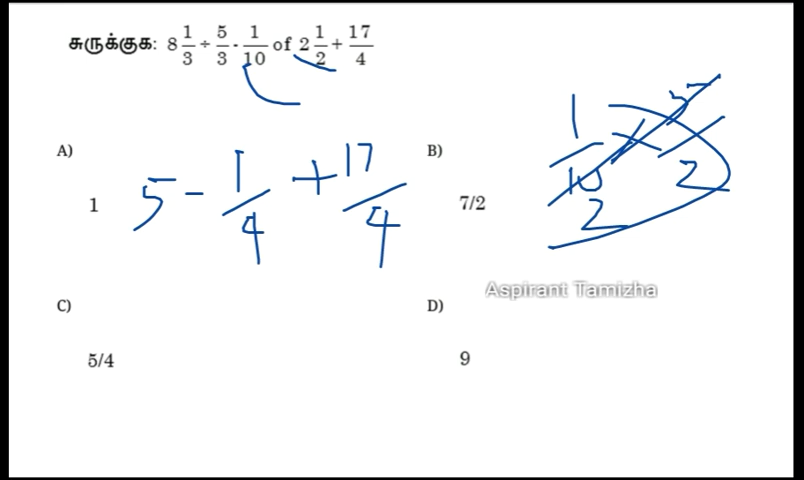 சுருக்குக: 8 1/3 ÷ 5/3 - 1/10 of 2 1/2 + 17/4
A)
1
B)
7/2
5 - 1/4 + 17/4
1/10 × 5/2
2
Aspirant Tamizha
C)
5/4
D)
9